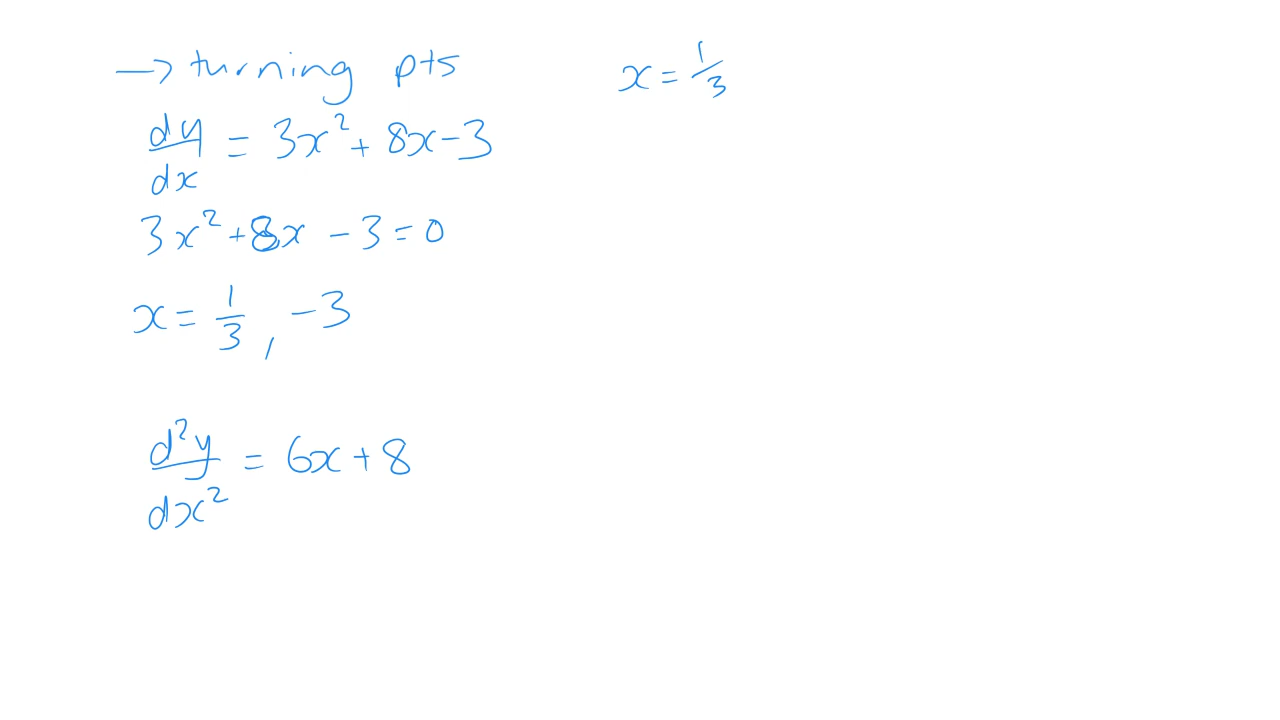 → turning pts
dy/dx = 3x² + 8x - 3
3x² + 8x - 3 = 0
x = 1/3, -3
d²y/dx² = 6x + 8
x = 1/3